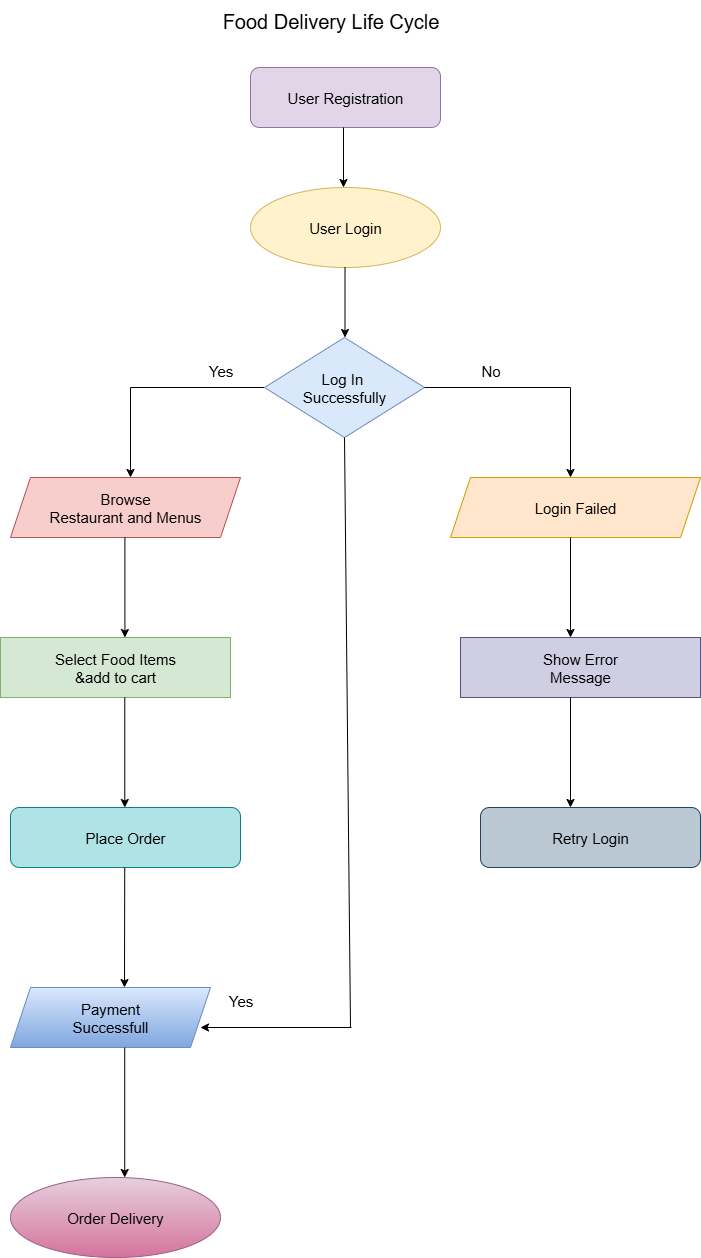 Food Delivery Life Cycle
User Registration
User Login
Yes
No
Log In
Successfully
Browse
Restaurant and Menus
Login Failed
Select Food Items
&add to cart
Show Error
Message
Place Order
Retry Login
Yes
Payment
Successfull
Order Delivery